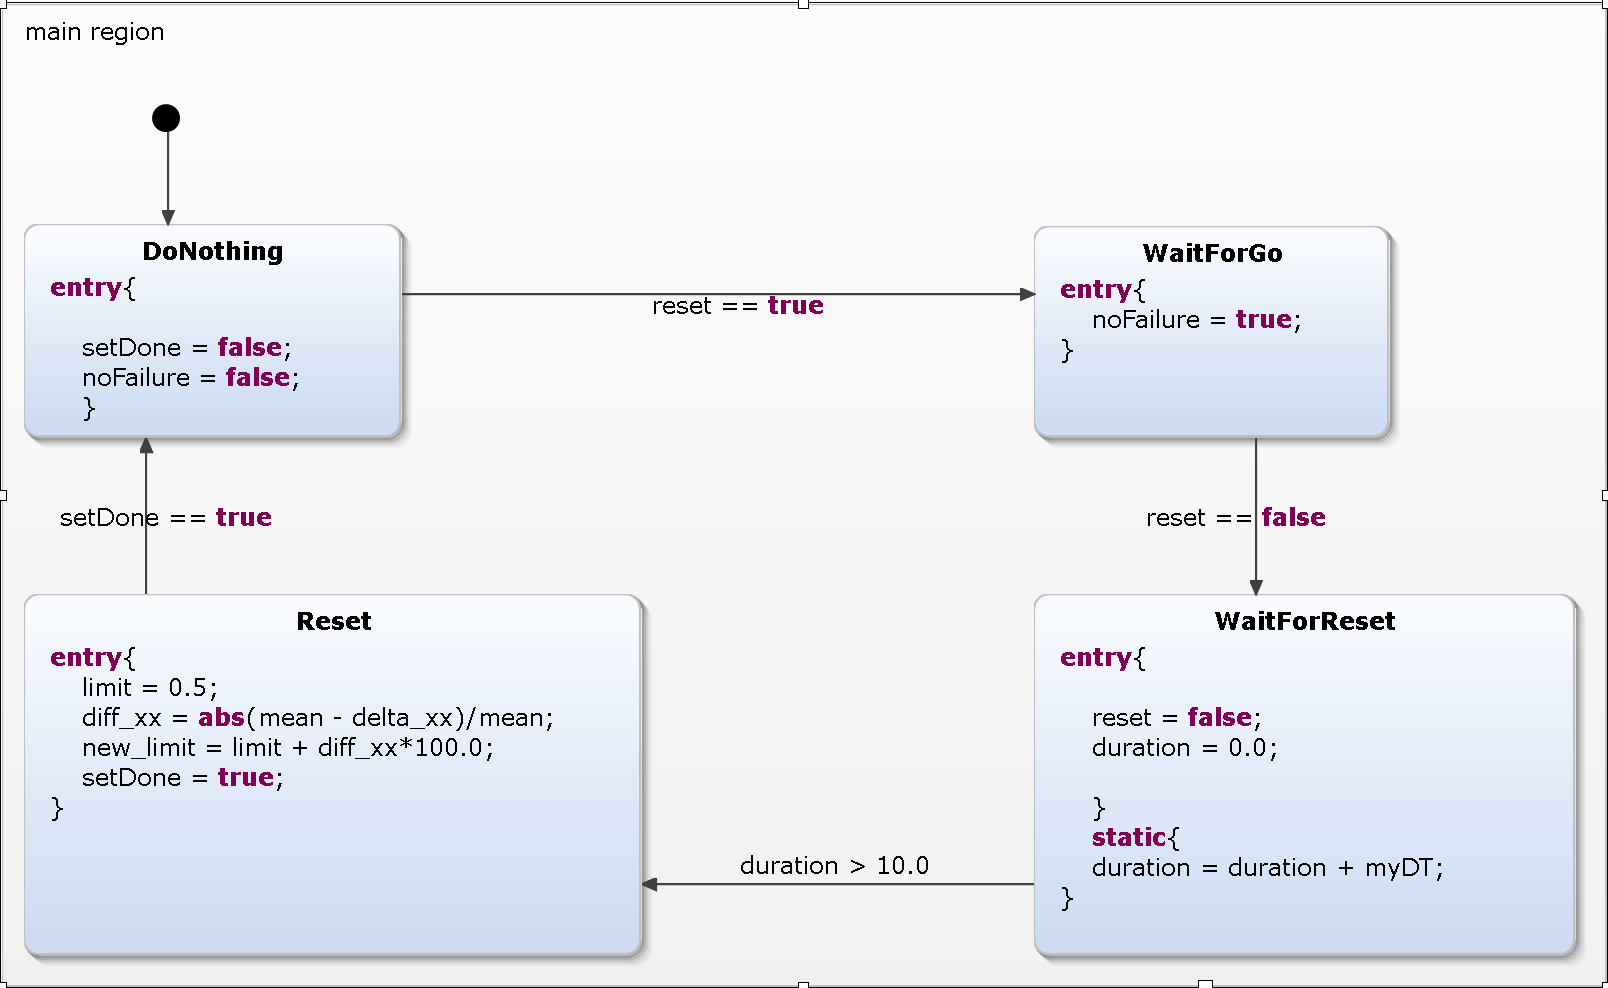 main region
DoNothing
entry{
setDone = false;
noFailure = false;
}
reset == true
WaitForGo
entry{
noFailure = true;
}
setDone == true
reset == false
Reset
entry{
limit = 0.5;
diff_xx = abs(mean - delta_xx)/mean;
new_limit = limit + diff_xx*100.0;
setDone = true;
}
duration > 10.0
WaitForReset
entry{
reset = false;
duration = 0.0;
}
static{
duration = duration + myDT;
}